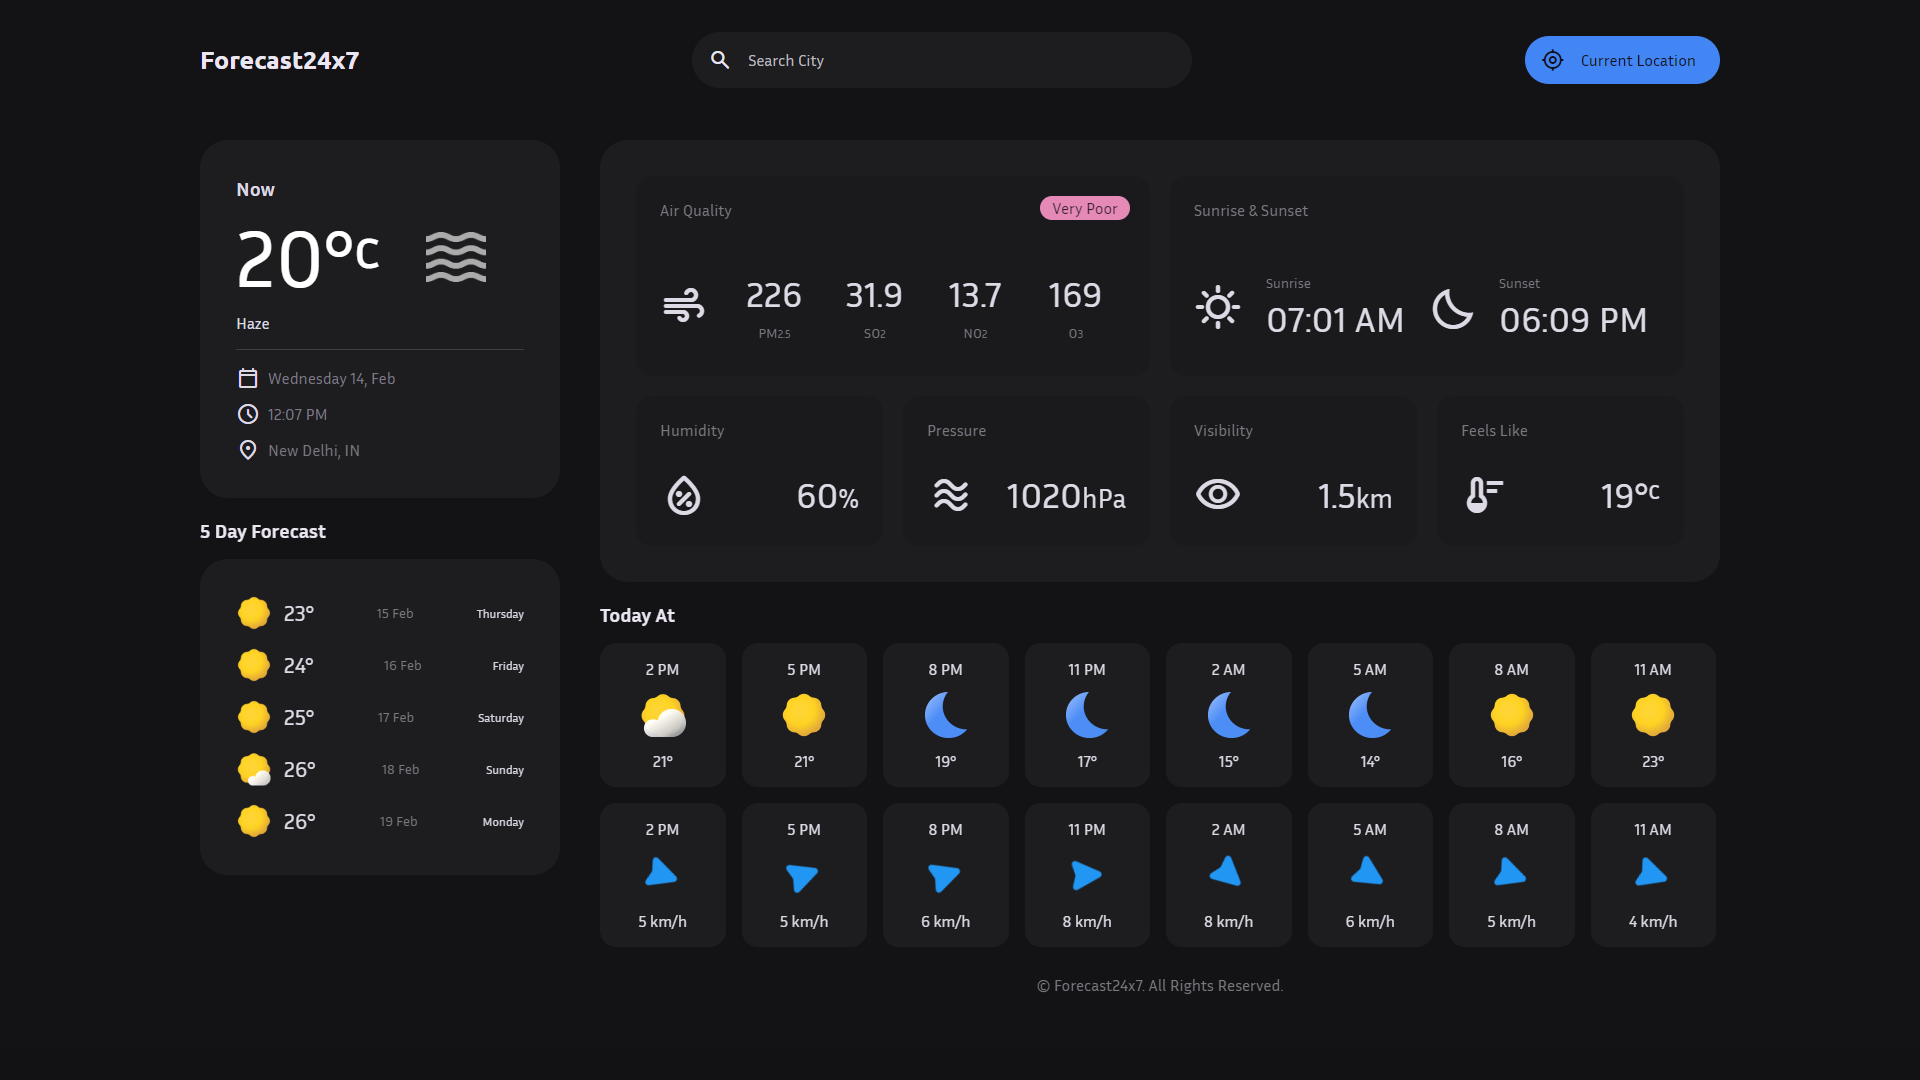 Forecast24x7
Search City
Current Location
Now
20°C
Haze
Wednesday 14, Feb
12:07 PM
New Delhi, IN
5 Day Forecast
23° 15 Feb Thursday
24° 16 Feb Friday
25° 17 Feb Saturday
26° 18 Feb Sunday
26° 19 Feb Monday
Air Quality
Very Poor
226 31.9 13.7 169
PM2.5 SO2 NO2 O3
Sunrise & Sunset
Sunrise
07:01 AM
Sunset
06:09 PM
Humidity
60%
Pressure
1020hPa
Visibility
1.5km
Feels Like
19°C
Today At
2 PM 5 PM 8 PM 11 PM 2 AM 5 AM 8 AM 11 AM
21° 21° 19° 17° 15° 14° 16° 23°
2 PM 5 PM 8 PM 11 PM 2 AM 5 AM 8 AM 11 AM
5 km/h 5 km/h 6 km/h 8 km/h 8 km/h 6 km/h 5 km/h 4 km/h
© Forecast24x7. All Rights Reserved.